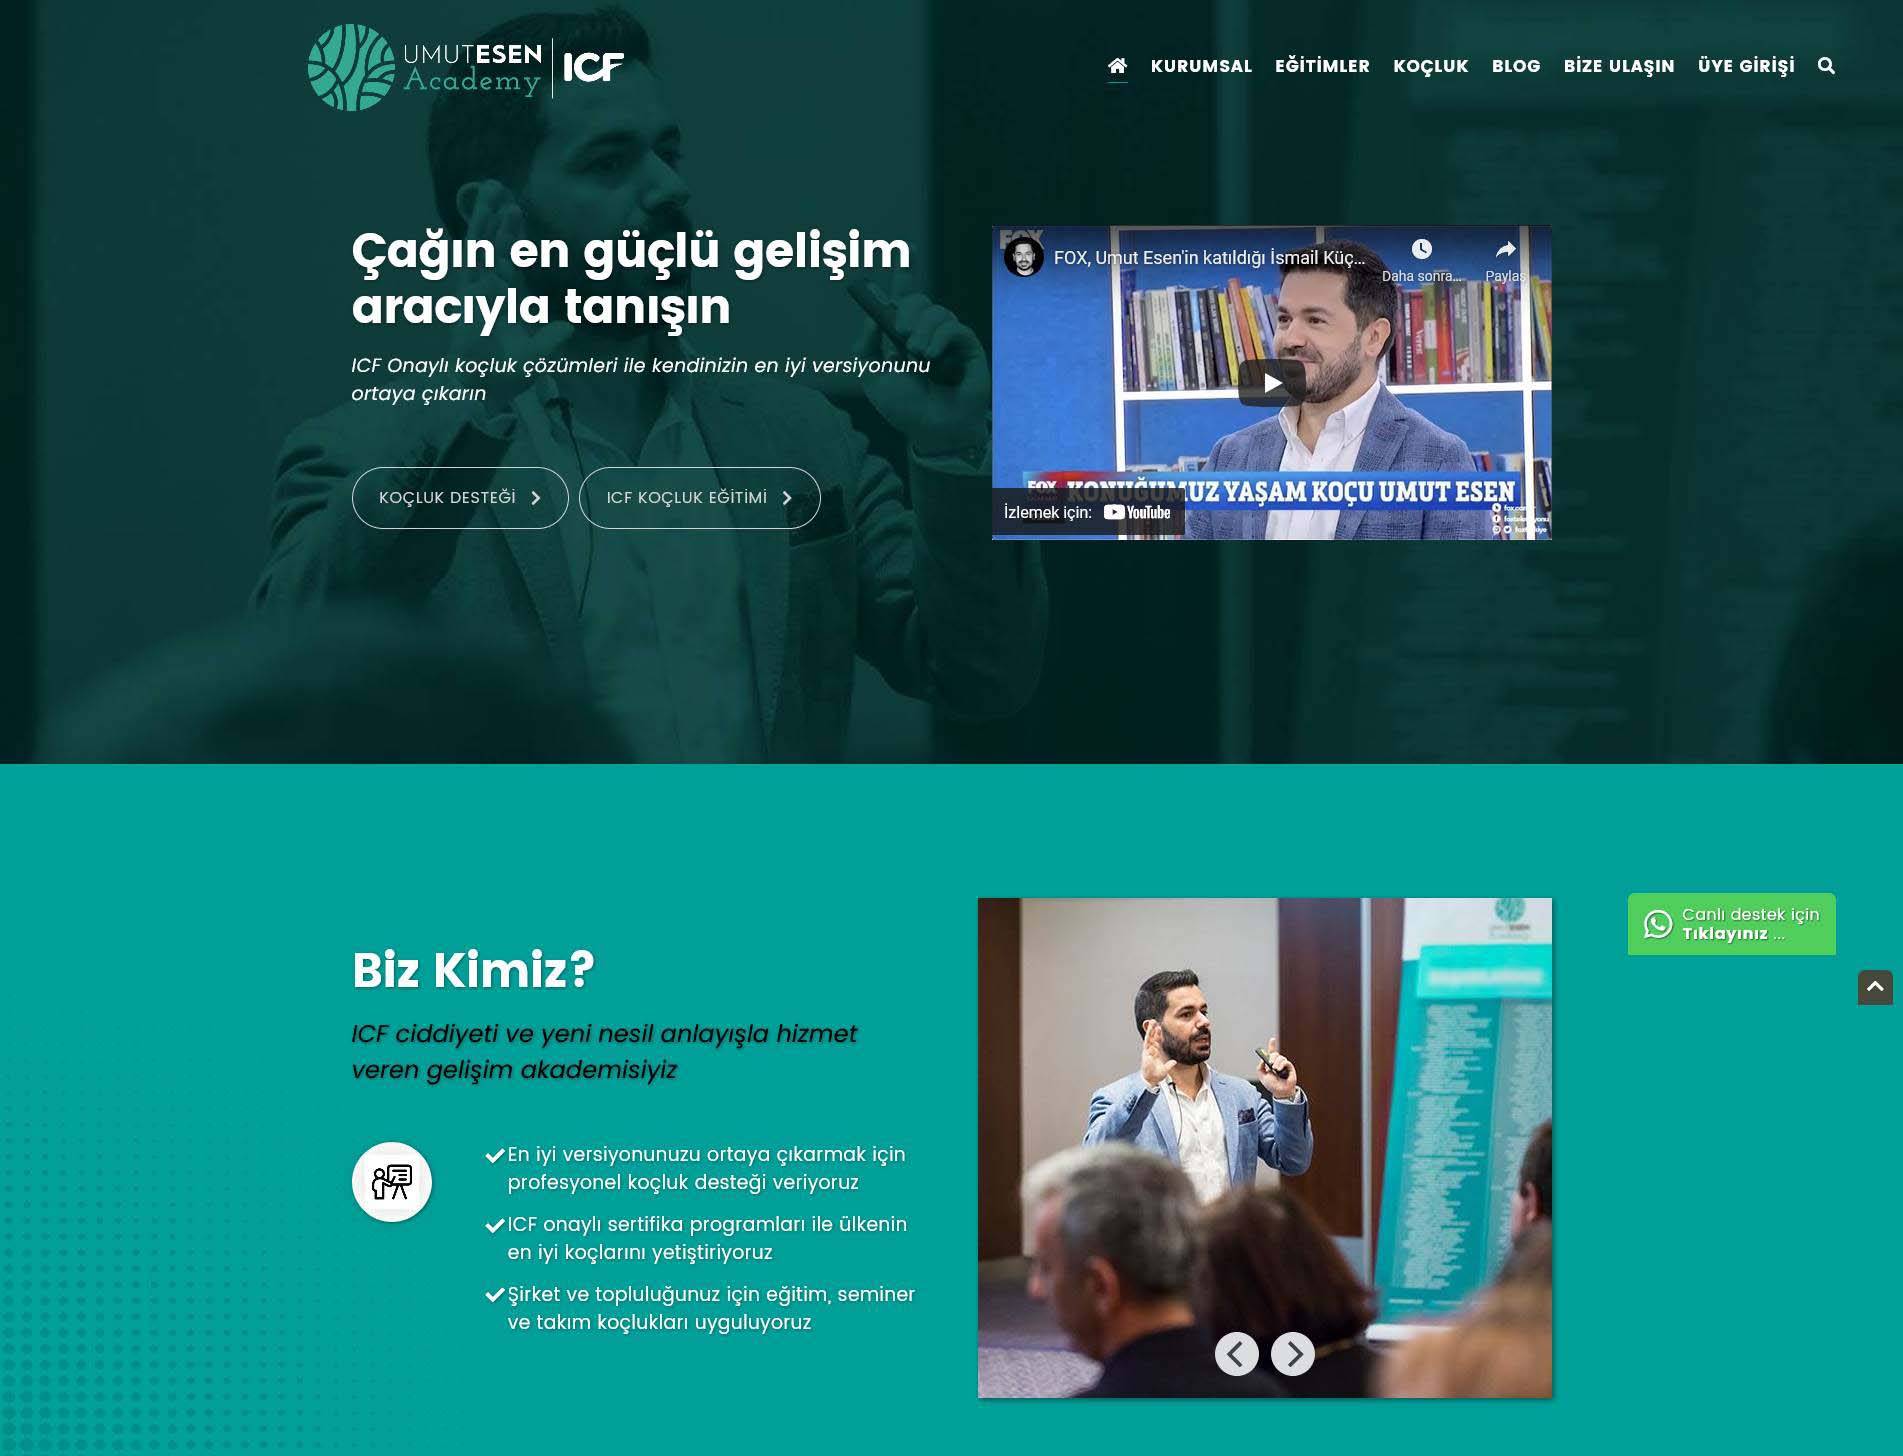 UMUTESEN
Academy
ICF
KURUMSAL EĞİTİMLER KOÇLUK BLOG BİZE ULAŞIN ÜYE GİRİŞİ
Çağın en güçlü gelişim
aracıyla tanışın
ICF Onaylı koçluk çözümleri ile kendinizin en iyi versiyonunu
ortaya çıkarın
KOÇLUK DESTEĞİ
ICF KOÇLUK EĞİTİMİ
FOX
FOX, Umut Esen'in katıldığı İsmail Küç...
Daha sonra...
Paylaş
FOX
KONUĞUMUZ YAŞAM KOÇU UMUT ESEN
İzlemek için: YouTube
Biz Kimiz?
ICF ciddiyeti ve yeni nesil anlayışla hizmet
veren gelişim akademisiyiz
En iyi versiyonunuzu ortaya çıkarmak için
profesyonel koçluk desteği veriyoruz
ICF onaylı sertifika programları ile ülkenin
en iyi koçlarını yetiştiriyoruz
Şirket ve topluluğunuz için eğitim, seminer
ve takım koçlukları uyguluyoruz
UMUTESEN
Academy
Canlı destek için
Tıklayınız ...